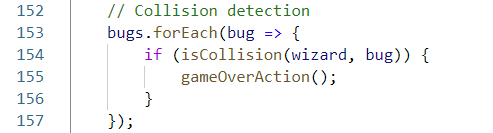 152 // Collision detection
153 bugs.forEach(bug => {
154 if (isCollision(wizard, bug)) {
155 gameOverAction();
156 }
157 });